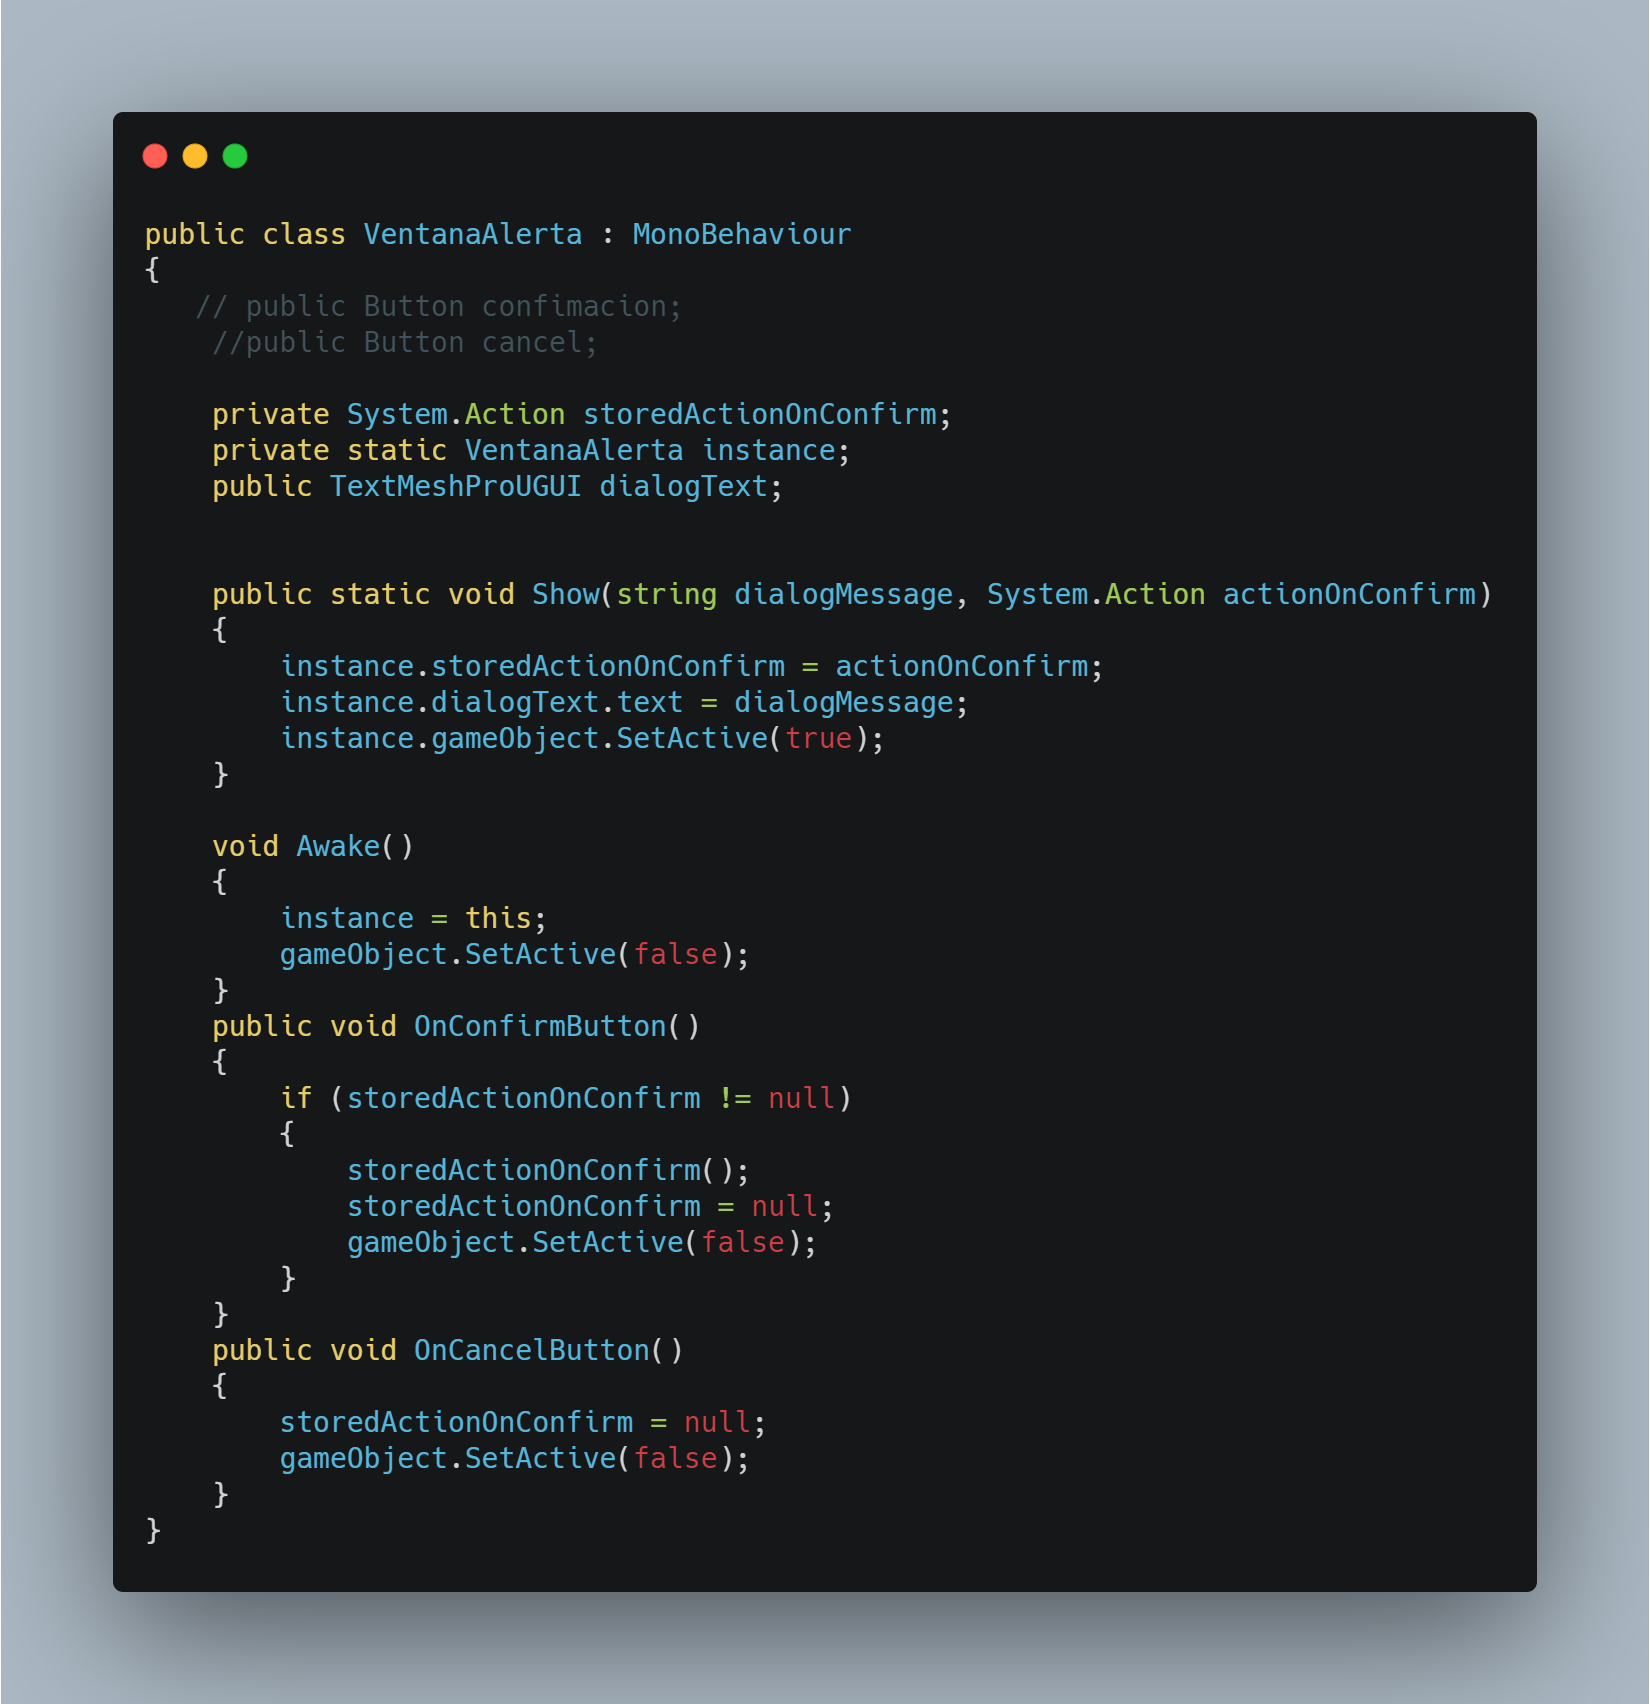 public class VentanaAlerta : MonoBehaviour
{
   // public Button confimacion;
    //public Button cancel;

    private System.Action storedActionOnConfirm;
    private static VentanaAlerta instance;
    public TextMeshProUGUI dialogText;


    public static void Show(string dialogMessage, System.Action actionOnConfirm)
    {
        instance.storedActionOnConfirm = actionOnConfirm;
        instance.dialogText.text = dialogMessage;
        instance.gameObject.SetActive(true);
    }

    void Awake()
    {
        instance = this;
        gameObject.SetActive(false);
    }
    public void OnConfirmButton()
    {
        if (storedActionOnConfirm != null)
        {
            storedActionOnConfirm();
            storedActionOnConfirm = null;
            gameObject.SetActive(false);
        }
    }
    public void OnCancelButton()
    {
        storedActionOnConfirm = null;
        gameObject.SetActive(false);
    }
}